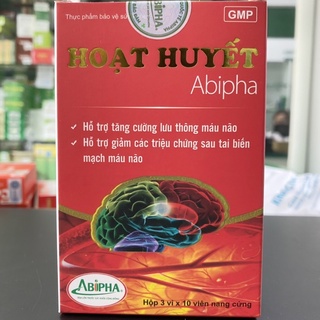 Thực phẩm bảo vệ sức
GMP
HOẠT HUYẾT
Abipha
Hỗ trợ tăng cường lưu thông máu não
Hỗ trợ giảm các triệu chứng sau tai biến
mạch máu não
ABIPHA
Hộp 3 vỉ x 10 viên nang cứng